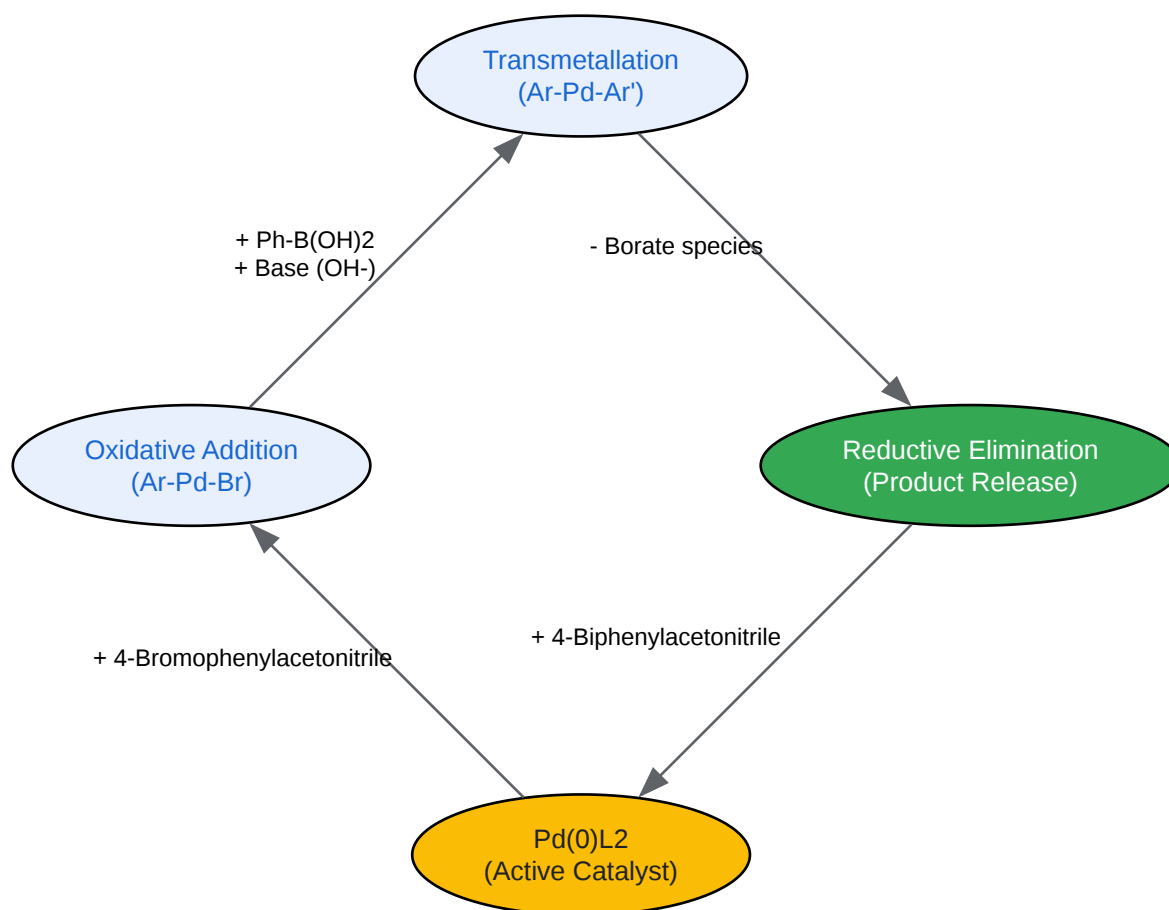 Transmetallation
(Ar-Pd-Ar')
+ Ph-B(OH)2
+ Base (OH-)
- Borate species
Oxidative Addition
(Ar-Pd-Br)
Reductive Elimination
(Product Release)
+ 4-Bromophenylacetonitrile
+ 4-Biphenylacetonitrile
Pd(0)L2
(Active Catalyst)